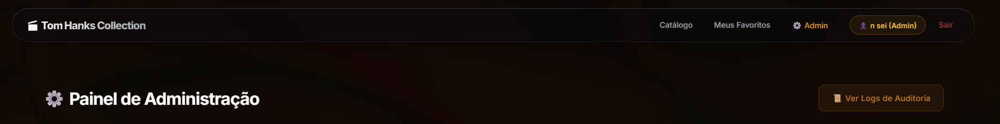 Tom Hanks Collection
Catálogo
Meus Favoritos
Admin
n sei (Admin)
Sair
Painel de Administração
Ver Logs de Auditoria